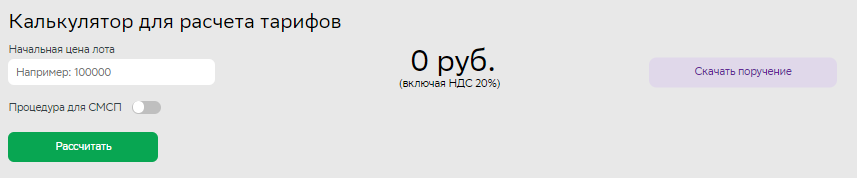 Калькулятор для расчета тарифов
Начальная цена лота
Например: 100000
0 руб.
(включая НДС 20%)
Скачать поручение
Процедура для СМСП
Рассчитать